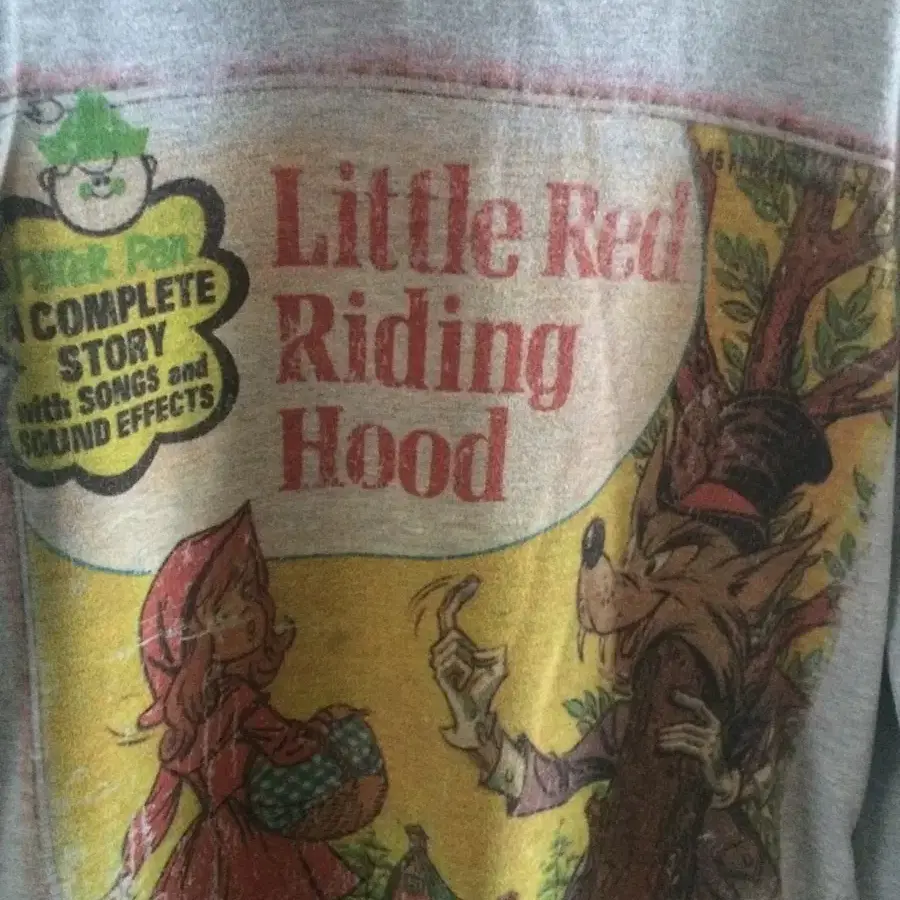 Peter Pan
A COMPLETE
STORY
with SONGS and
SOUND EFFECTS
Little Red
Riding
Hood